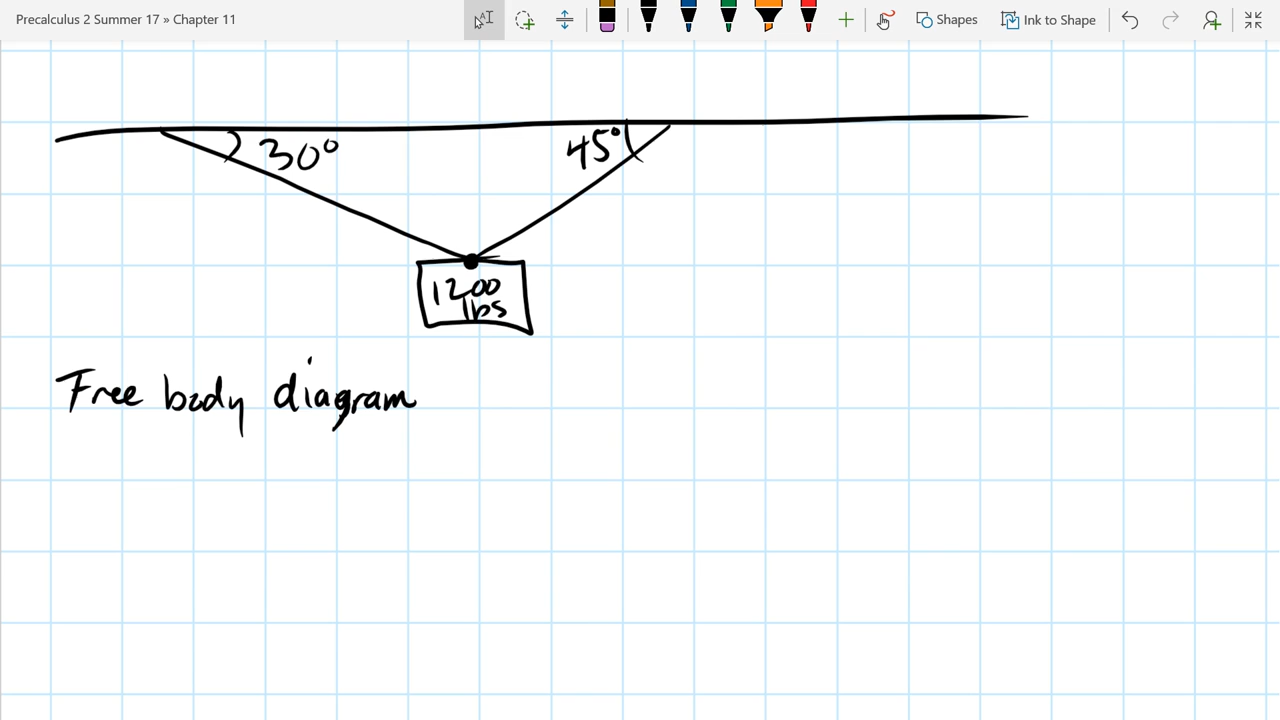 Precalculus 2 Summer 17 » Chapter 11
Shapes
Ink to Shape
30°
45°
1200
lbs
Free body diagram